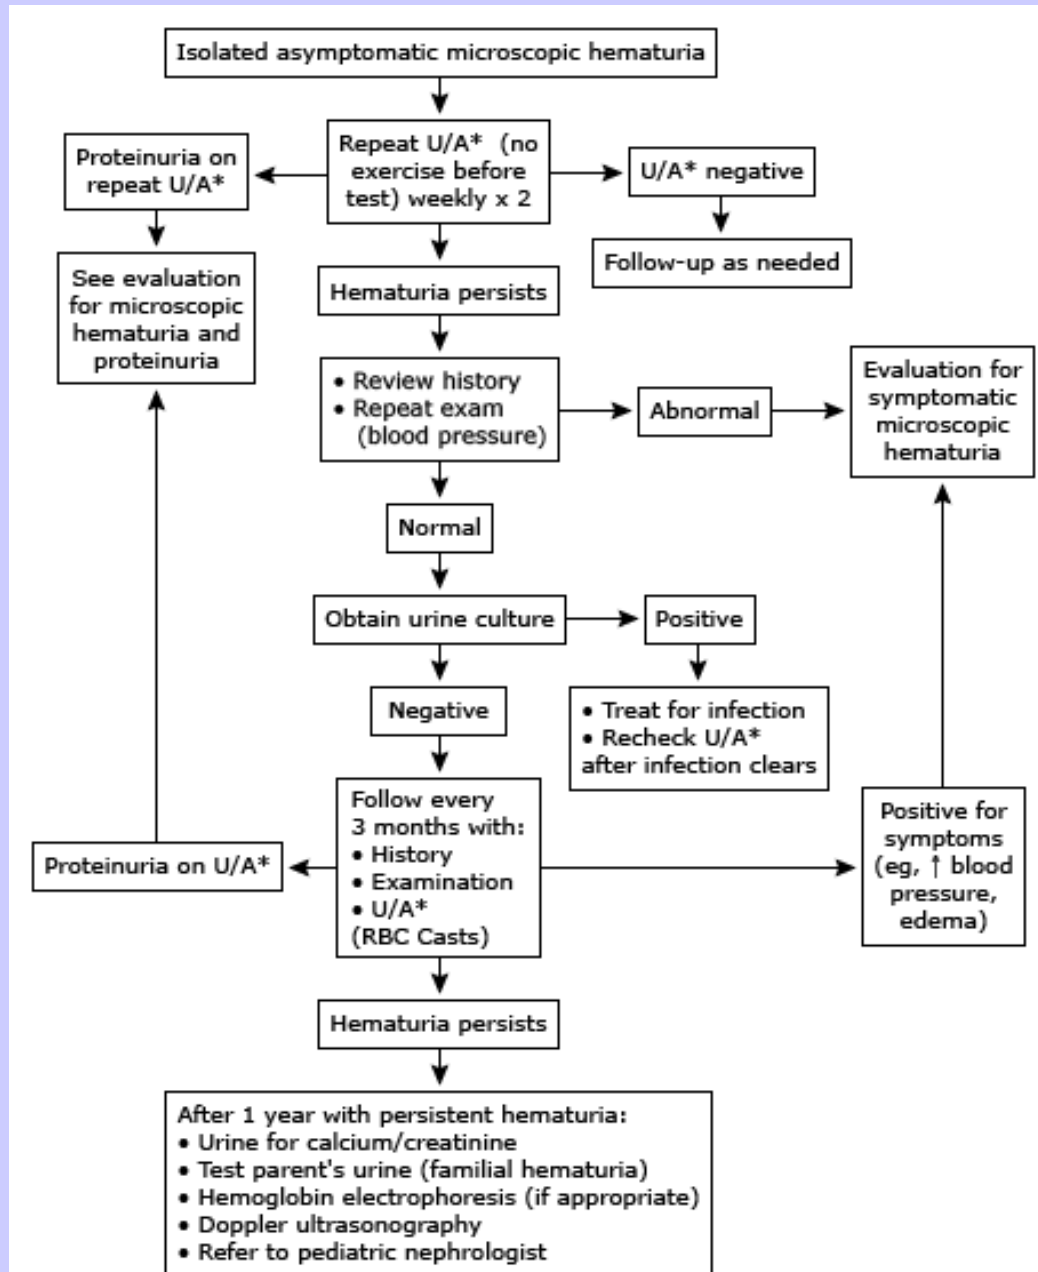 Isolated asymptomatic microscopic hematuria
Proteinuria on
repeat U/A*
Repeat U/A* (no
exercise before
test) weekly x 2
U/A* negative
Follow-up as needed
See evaluation
for microscopic
hematuria and
proteinuria
Hematuria persists
• Review history
• Repeat exam
(blood pressure)
Abnormal
Evaluation for
symptomatic
microscopic
hematuria
Normal
Obtain urine culture
Positive
Negative
• Treat for infection
• Recheck U/A*
after infection clears
Proteinuria on U/A*
Follow every
3 months with:
• History
• Examination
• U/A*
(RBC Casts)
Positive for
symptoms
(eg, ↑ blood
pressure,
edema)
Hematuria persists
After 1 year with persistent hematuria:
• Urine for calcium/creatinine
• Test parent's urine (familial hematuria)
• Hemoglobin electrophoresis (if appropriate)
• Doppler ultrasonography
• Refer to pediatric nephrologist